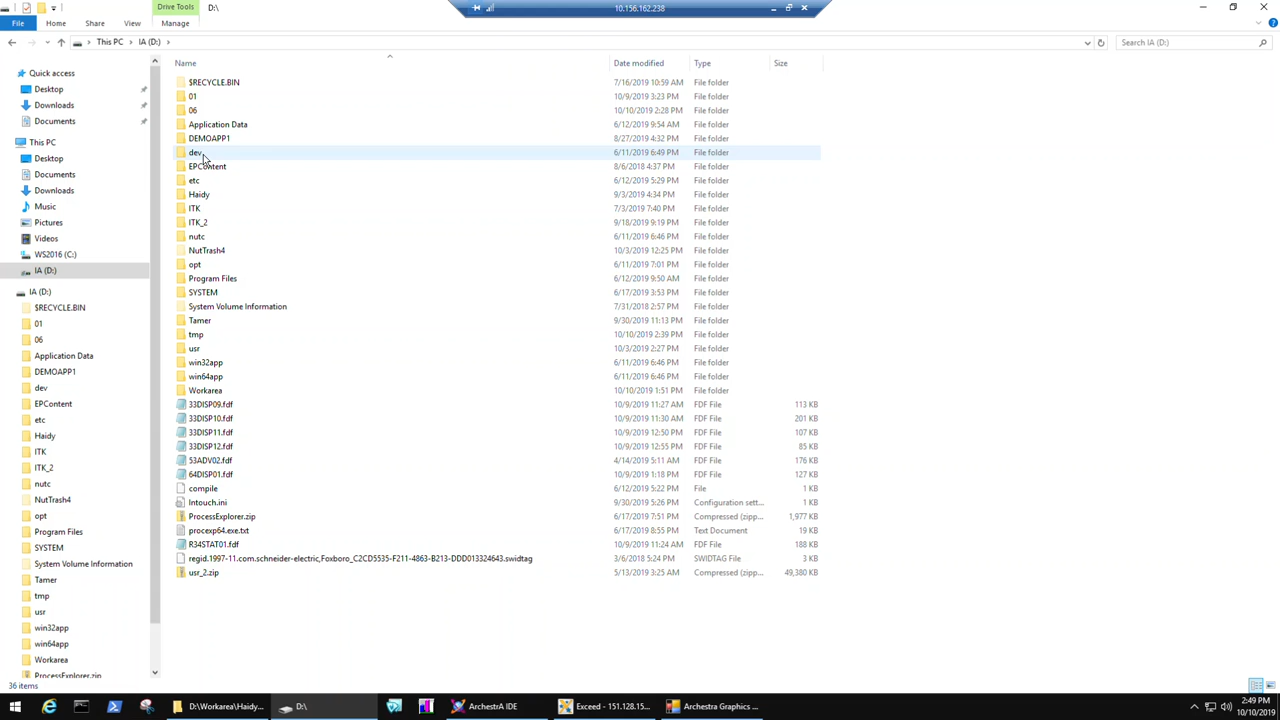 Drive Tools
D:\
10.156.162.238
File
Home
Share
View
Manage
This PC
IA (D:)
Search IA (D:)
Name
Date modified
Type
Size
Quick access
Desktop
Downloads
Documents
This PC
Desktop
Documents
Downloads
Music
Pictures
Videos
WS2016 (C:)
IA (D:)
IA (D:)
$RECYCLE.BIN
01
06
Application Data
DEMOAPP1
dev
EPContent
etc
Haidy
ITK
ITK_2
nutc
NutTrash4
opt
Program Files
SYSTEM
System Volume Information
Tamer
tmp
usr
win32app
win64app
Workarea
ProcessExplorer.zip
$RECYCLE.BIN 7/16/2019 10:59 AM File folder
01 10/9/2019 3:23 PM File folder
06 10/10/2019 2:28 PM File folder
Application Data 6/12/2019 9:54 AM File folder
DEMOAPP1 8/27/2019 4:32 PM File folder
dev 6/11/2019 6:49 PM File folder
EPContent 8/6/2018 4:37 PM File folder
etc 6/12/2019 5:29 PM File folder
Haidy 9/3/2019 4:34 PM File folder
ITK 7/3/2019 7:40 PM File folder
ITK_2 9/18/2019 9:19 PM File folder
nutc 6/11/2019 6:46 PM File folder
NutTrash4 10/3/2019 12:25 PM File folder
opt 6/11/2019 7:01 PM File folder
Program Files 6/12/2019 9:50 AM File folder
SYSTEM 6/17/2019 3:53 PM File folder
System Volume Information 7/31/2018 2:57 PM File folder
Tamer 9/30/2019 11:13 PM File folder
tmp 10/10/2019 2:39 PM File folder
usr 10/3/2019 2:27 PM File folder
win32app 6/11/2019 6:46 PM File folder
win64app 6/11/2019 6:46 PM File folder
Workarea 10/10/2019 1:51 PM File folder
33DISP09.fdf 10/9/2019 11:27 AM FDF File 113 KB
33DISP10.fdf 10/9/2019 11:30 AM FDF File 201 KB
33DISP11.fdf 10/9/2019 12:50 PM FDF File 107 KB
33DISP12.fdf 10/9/2019 12:55 PM FDF File 85 KB
53ADV02.fdf 4/14/2019 5:11 AM FDF File 176 KB
64DISP01.fdf 10/9/2019 1:18 PM FDF File 127 KB
compile 6/12/2019 5:22 PM File 1 KB
Intouch.ini 9/30/2019 5:26 PM Configuration sett... 1 KB
ProcessExplorer.zip 6/17/2019 7:51 PM Compressed (zipp... 1,977 KB
procexp64.exe.txt 6/17/2019 8:55 PM Text Document 19 KB
R34STAT01.fdf 10/9/2019 11:24 AM FDF File 188 KB
regid.1997-11.com.schneider-electric,Foxboro_C2CD5535-F211-4863-B213-DDD013324643.swidtag 3/6/2018 5:24 PM SWIDTAG File 3 KB
usr_2.zip 5/13/2019 3:25 AM Compressed (zipp... 49,380 KB
36 items
D:\Workarea\Haidy...
D:\
ArchestrA IDE
Exceed - 151.128.15...
Archestra Graphics ...
2:49 PM
10/10/2019